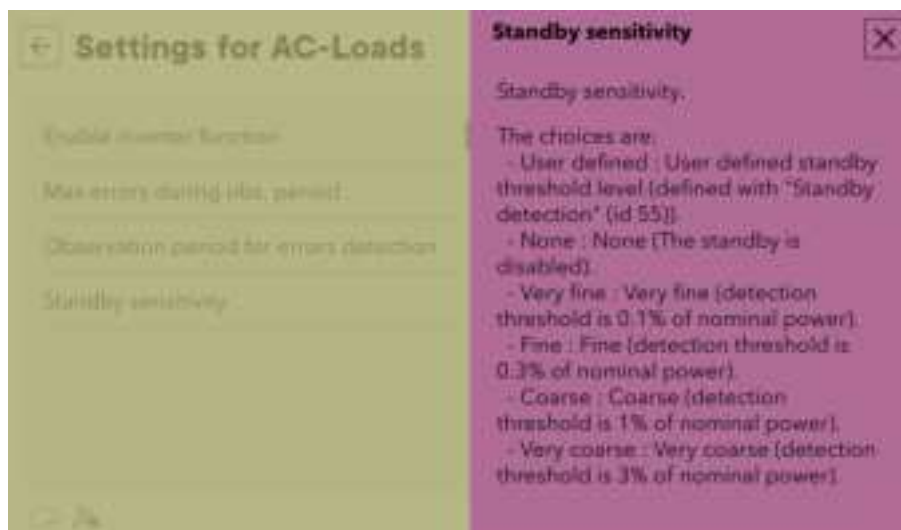 Settings for AC-Loads
Enable inverter function
Max errors during obs. period
Observation period for errors detection
Standby sensitivity
Standby sensitivity
Standby sensitivity.
The choices are:
- User defined : User defined standby
threshold level (defined with "Standby
detection" (id 55)).
- None : None (The standby is
disabled).
- Very fine : Very fine (detection
threshold is 0.1% of nominal power).
- Fine : Fine (detection threshold is
0.3% of nominal power).
- Coarse : Coarse (detection
threshold is 1% of nominal power).
- Very coarse : Very coarse (detection
threshold is 3% of nominal power).